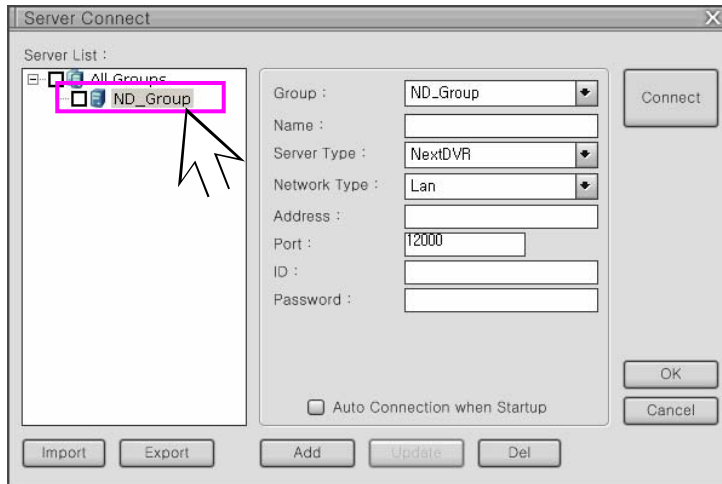 Server Connect
Server List :
All Groups
ND_Group
Group :
ND_Group
Name :
Server Type :
NextDVR
Network Type :
Lan
Address :
Port :
12000
ID :
Password :
Auto Connection when Startup
Connect
OK
Cancel
Import
Export
Add
Update
Del